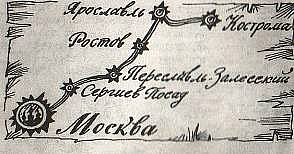 Ярославль
Кострома
Ростов
Переславль-Залесский
Сергиев Посад
Москва